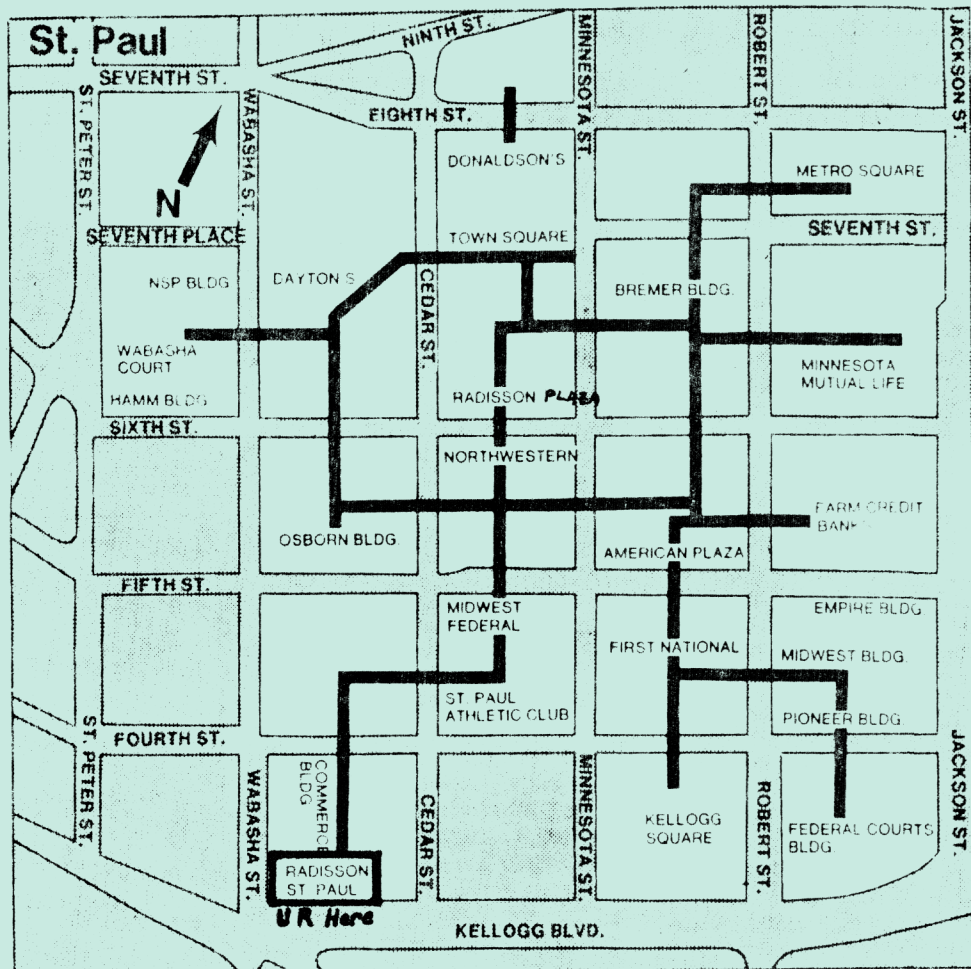 St. Paul
NINTH ST.
SEVENTH ST.
EIGHTH ST.
MINNESOTA ST.
ROBERT ST.
JACKSON ST.
ST. PETER ST.
WABASHA ST.
N
DONALDSON'S
METRO SQUARE
SEVENTH PLACE
TOWN SQUARE
SEVENTH ST.
NSP BLDG.
DAYTON'S
CEDAR ST.
BREMER BLDG.
WABASHA
COURT
MINNESOTA
MUTUAL LIFE
HAMM BLDG
RADISSON PLAZA
SIXTH ST.
NORTHWESTERN
OSBORN BLDG.
FARM CREDIT
BANK
AMERICAN PLAZA
FIFTH ST.
MIDWEST
FEDERAL
EMPIRE BLDG
FIRST NATIONAL
MIDWEST BLDG.
ST. PAUL
ATHLETIC CLUB
PIONEER BLDG
ST. PETER ST.
FOURTH ST.
WABASHA ST.
COMMERCE
BLDG
CEDAR ST.
MINNESOTA ST.
ROBERT ST.
JACKSON ST.
KELLOGG
SQUARE
FEDERAL COURTS
BLDG.
RADISSON
ST. PAUL
U R Here
KELLOGG BLVD.